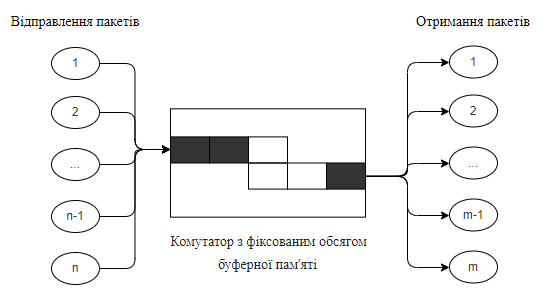 Відправлення пакетів
Отримання пакетів
1
2
...
n-1
n
Комутатор з фіксованим обсягом
буферної пам'яті
1
2
...
m-1
m